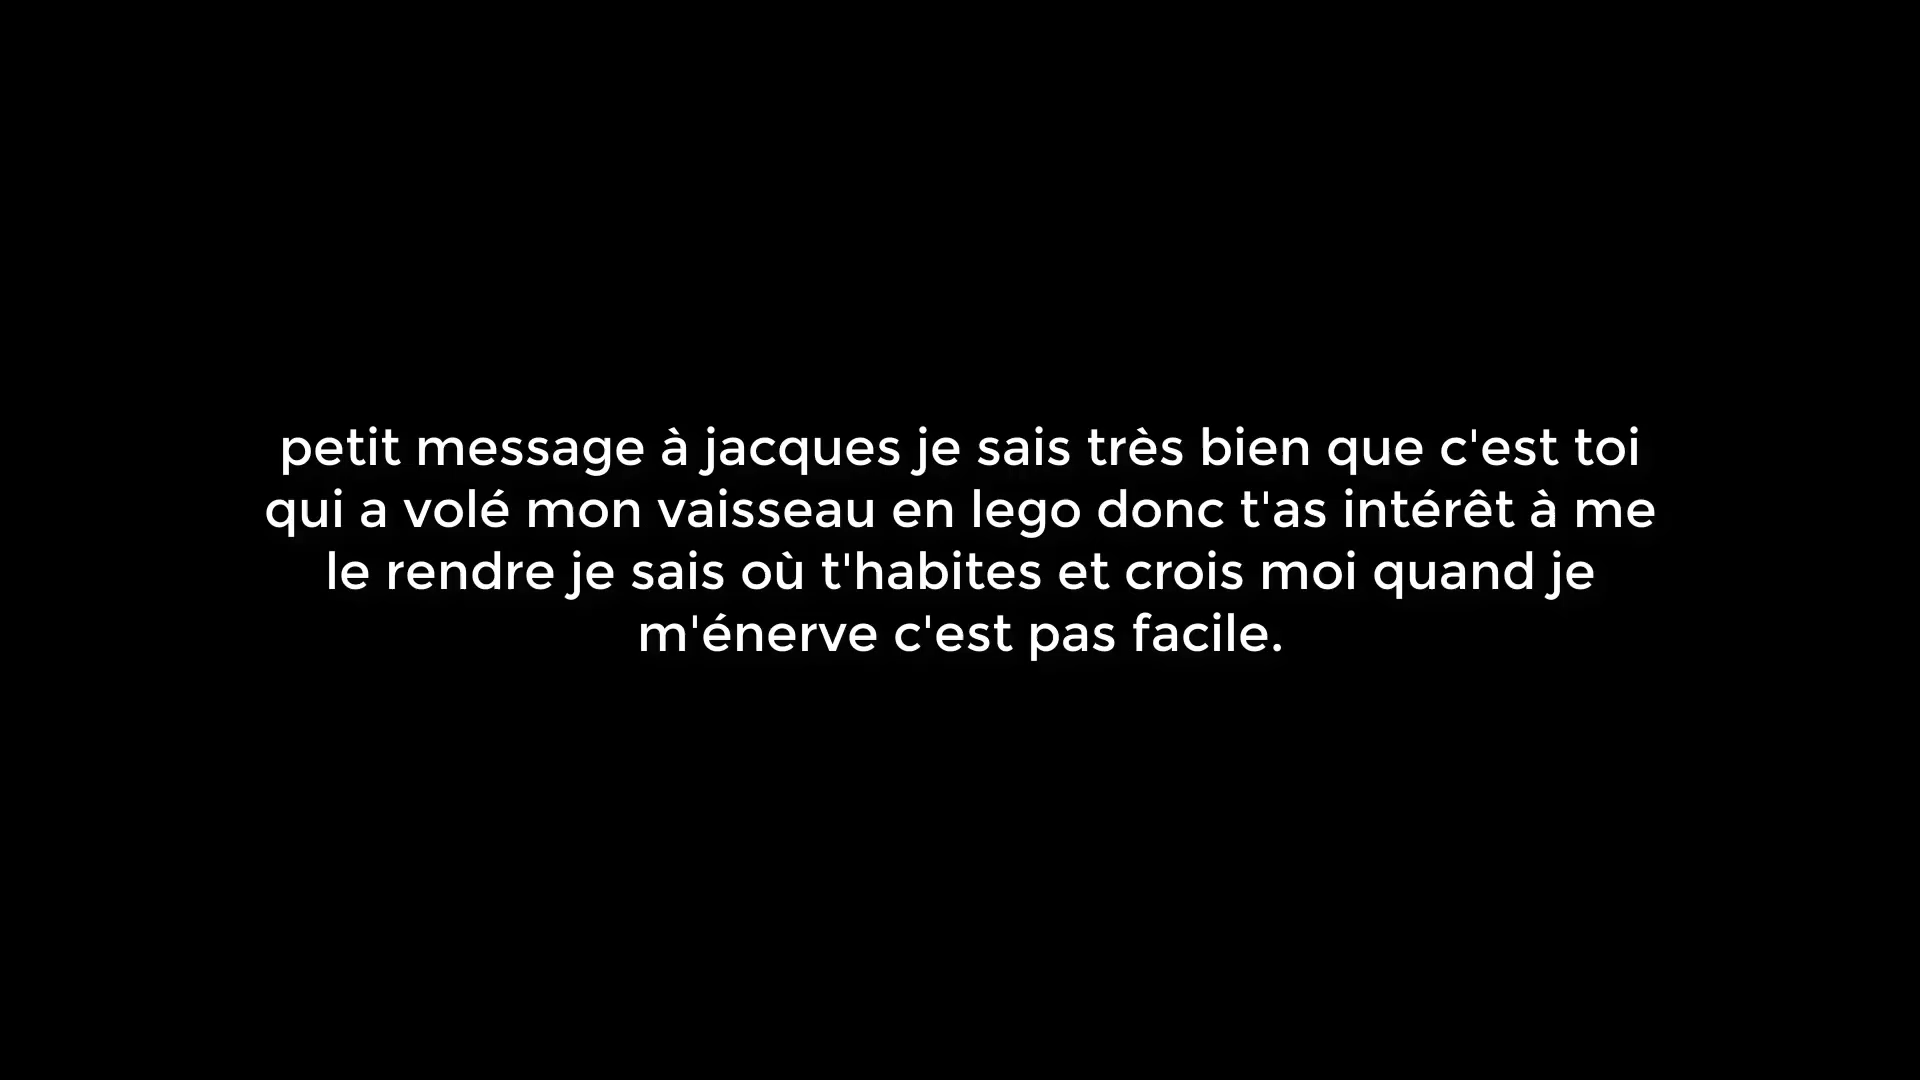 petit message à jacques je sais très bien que c'est toi
qui a volé mon vaisseau en lego donc t'as intérêt à me
le rendre je sais où t'habites et crois moi quand je
m'énerve c'est pas facile.